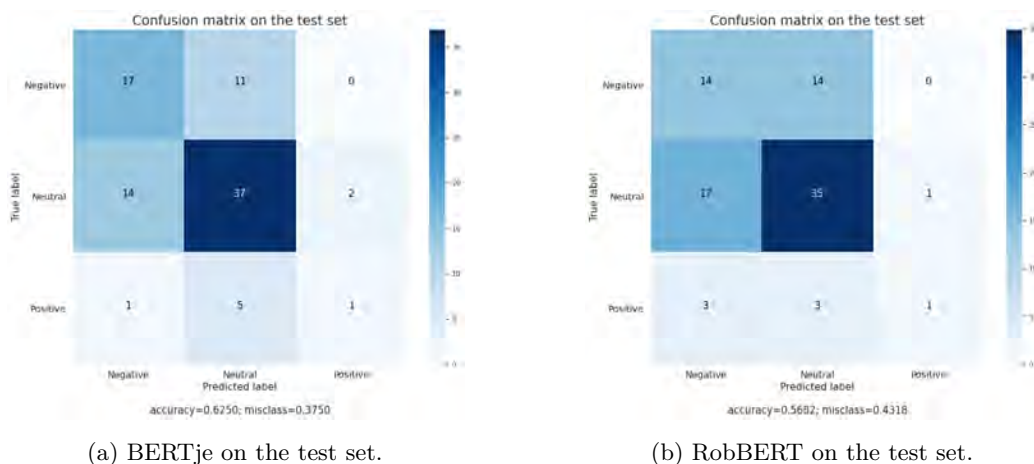 Confusion matrix on the test set
Negative 17 11 0
Neutral 14 37 2
Positive 1 5 1
True label
Negative Neutral Positive
Predicted label
accuracy=0.6250; misclass=0.3750
(a) BERTje on the test set.
Confusion matrix on the test set
Negative 14 14 0
Neutral 17 35 1
Positive 3 3 1
True label
Negative Neutral Positive
Predicted label
accuracy=0.5682; misclass=0.4318
(b) RobBERT on the test set.